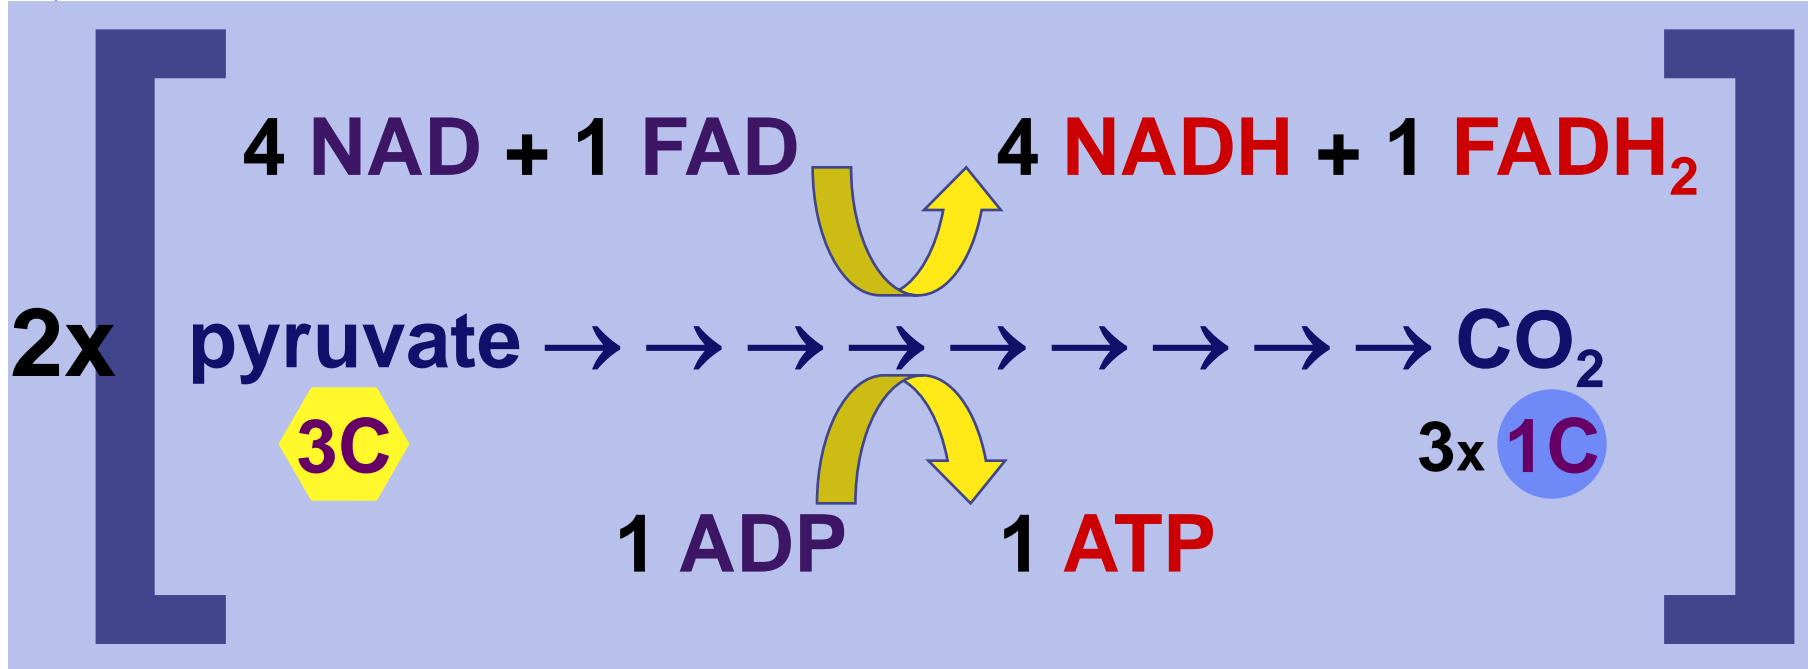 4 NAD + 1 FAD 4 NADH + 1 FADH₂
2x pyruvate → → → → → → → → → CO₂
3C 3x 1C
1 ADP 1 ATP